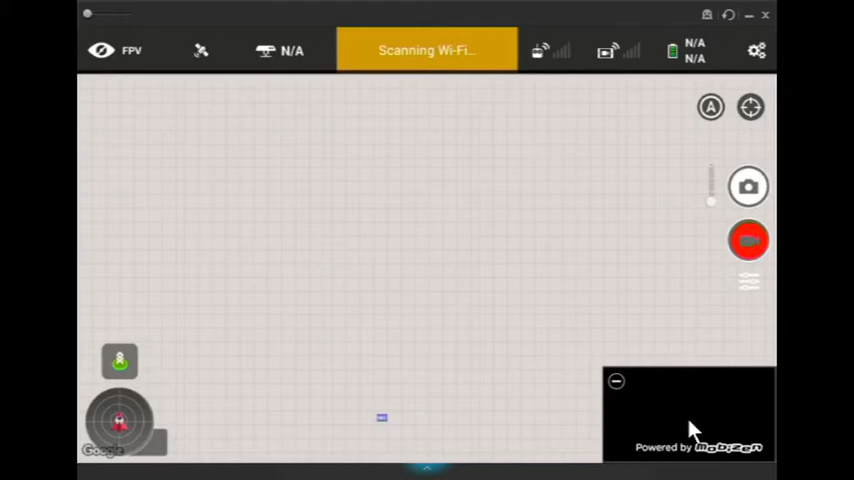 FPV
N/A
Scanning Wi-Fi...
N/A
N/A
A
Google
Powered by Mobizen